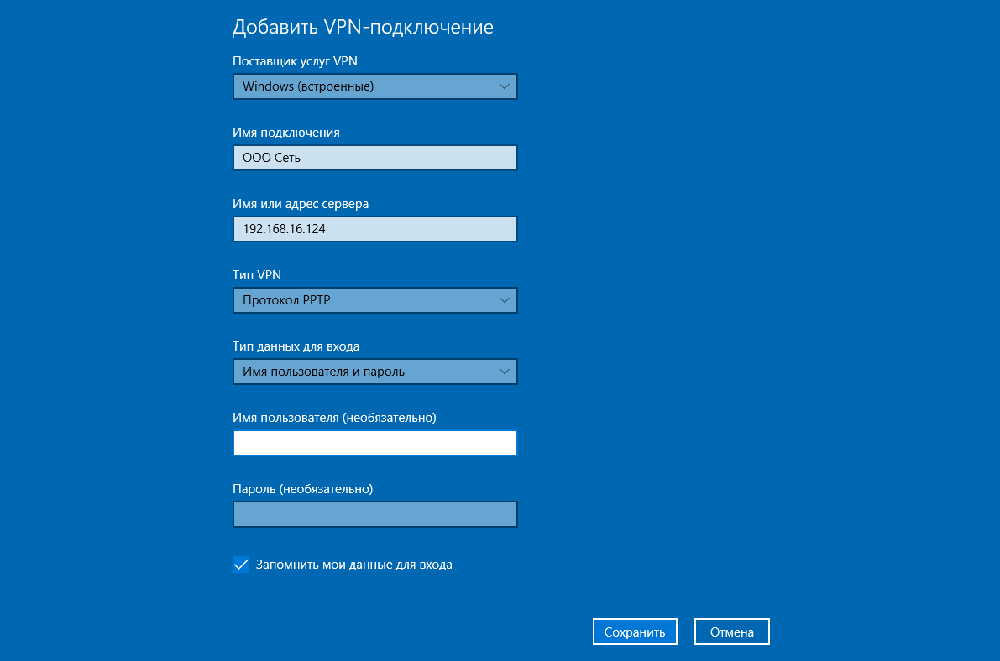 Добавить VPN-подключение
Поставщик услуг VPN
Windows (встроенные)
Имя подключения
ООО Сеть
Имя или адрес сервера
192.168.16.124
Тип VPN
Протокол PPTP
Тип данных для входа
Имя пользователя и пароль
Имя пользователя (необязательно)
Пароль (необязательно)
Запомнить мои данные для входа
Сохранить
Отмена